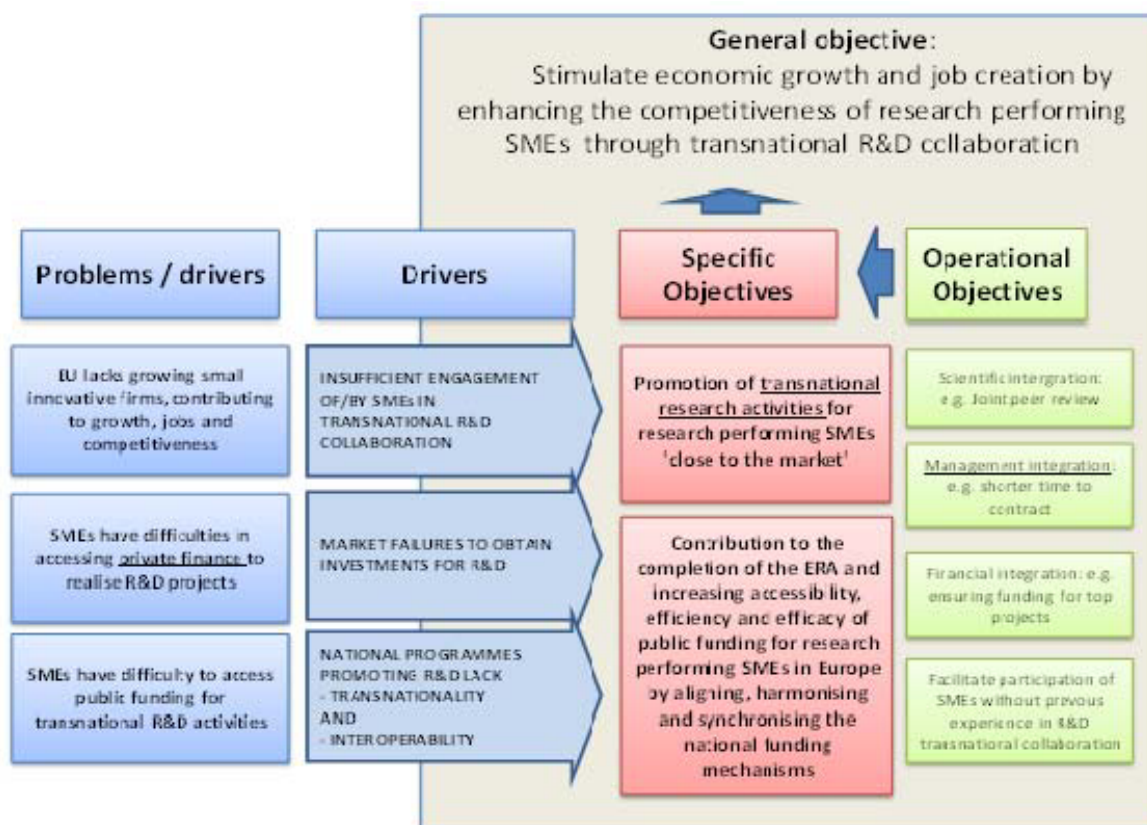 General objective:
Stimulate economic growth and job creation by
enhancing the competitiveness of research performing
SMEs through transnational R&D collaboration
Problems / drivers
Drivers
Specific
Objectives
Operational
Objectives
EU lacks growing small
innovative firms, contributing
to growth, jobs and
competitiveness
INSUFFICIENT ENGAGEMENT
OF/BY SMEs IN
TRANSNATIONAL R&D
COLLABORATION
Promotion of transnational
research activities for
research performing SMEs
'close to the market'
Scientific intergration:
e.g. Joint peer review
Management integration:
e.g. shorter time to
contract
SMEs have difficulties in
accessing private finance to
realise R&D projects
MARKET FAILURES TO OBTAIN
INVESTMENTS FOR R&D
Contribution to the
completion of the ERA and
increasing accessibility,
efficiency and efficacy of
public funding for research
performing SMEs in Europe
by aligning, harmonising
and synchronising the
national funding
mechanisms
Financial integration: e.g.
ensuring funding for top
projects
SMEs have difficulty to access
public funding for
transnational R&D activities
NATIONAL PROGRAMMES
PROMOTING R&D LACK
- TRANSNATIONALITY
AND
- INTEROPERABILITY
Facilitate participation of
SMEs without prevous
experience in R&D
transnational collaboration